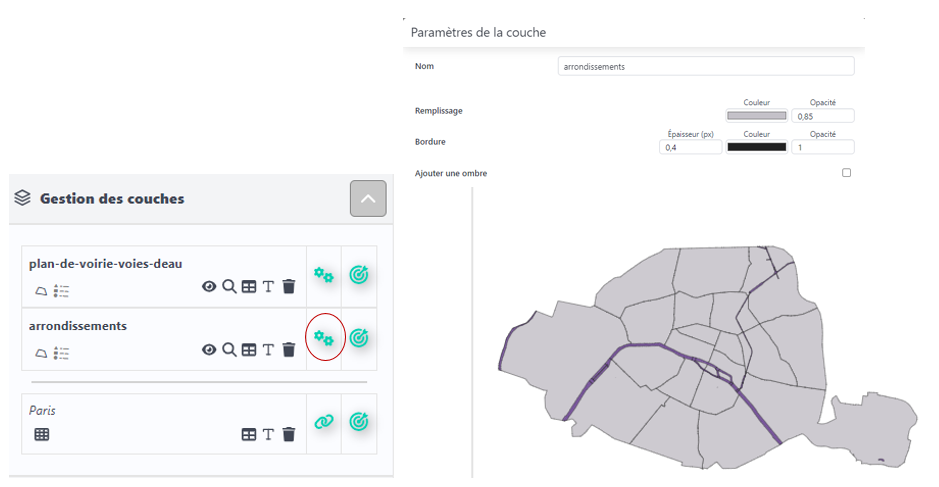 Paramètres de la couche
Nom
arrondissements
Couleur Opacité
Remplissage
0,85
Épaisseur (px) Couleur Opacité
Bordure
0,4 1
Ajouter une ombre
Gestion des couches
plan-de-voirie-voies-deau
T
arrondissements
T
Paris
T